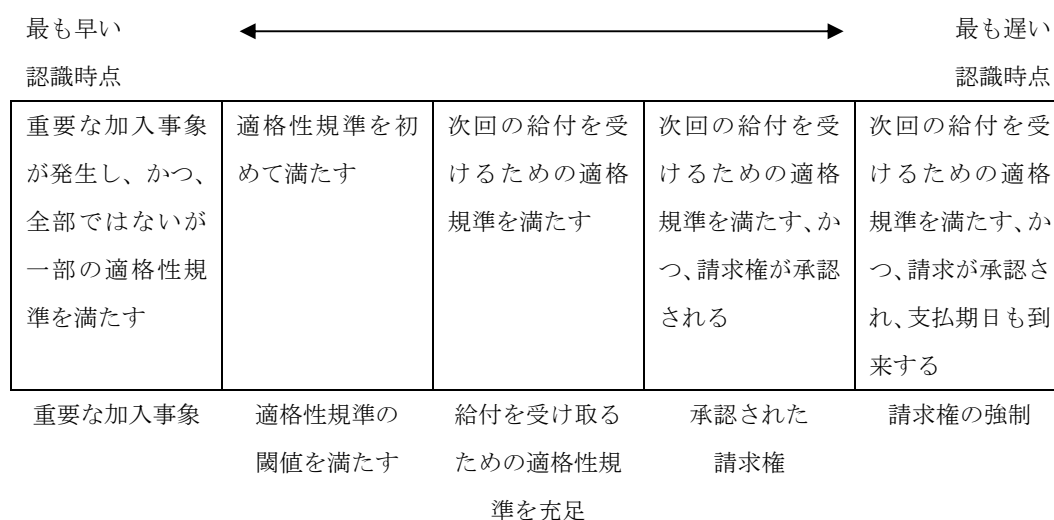 最も早い
認識時点
最も遅い
認識時点
重要な加入事象
が発生し、かつ、
全部ではないが
一部の適格性規
準を満たす
適格性規準を初
めて満たす
次回の給付を受
けるための適格
規準を満たす
次回の給付を受
けるための適格
規準を満たす、か
つ、請求権が承認
される
次回の給付を受
けるための適格
規準を満たす、か
つ、請求が承認さ
れ、支払期日も到
来する
重要な加入事象
適格性規準の
閾値を満たす
給付を受け取る
ための適格性規
準を充足
承認された
請求権
請求権の強制